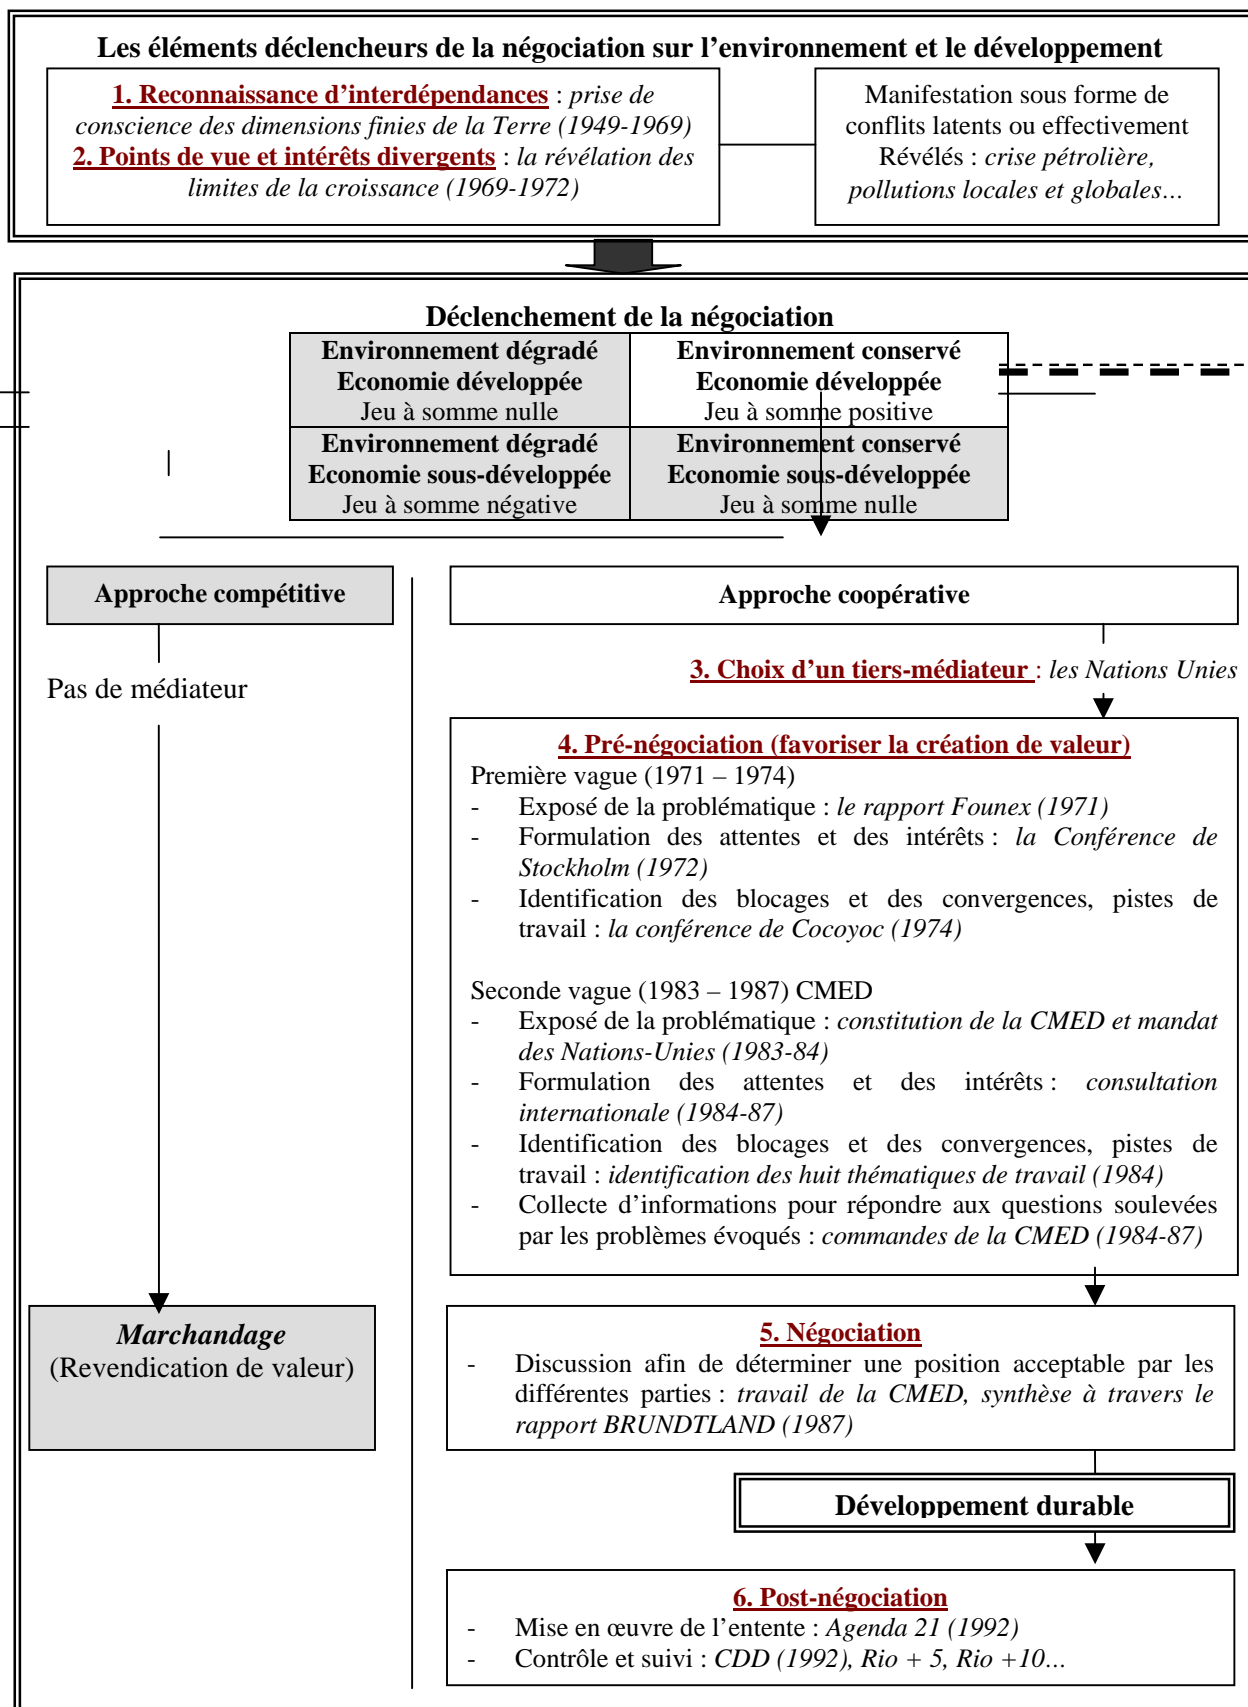 Les éléments déclencheurs de la négociation sur l’environnement et le développement
1. Reconnaissance d’interdépendances : prise de
conscience des dimensions finies de la Terre (1949-1969)
2. Points de vue et intérêts divergents : la révélation des
limites de la croissance (1969-1972)
Manifestation sous forme de
conflits latents ou effectivement
Révélés : crise pétrolière,
pollutions locales et globales…
Déclenchement de la négociation
Environnement dégradé
Economie développée
Jeu à somme nulle
Environnement conservé
Economie développée
Jeu à somme positive
Environnement dégradé
Economie sous-développée
Jeu à somme négative
Environnement conservé
Economie sous-développée
Jeu à somme nulle
Approche compétitive
Approche coopérative
3. Choix d’un tiers-médiateur : les Nations Unies
Pas de médiateur
4. Pré-négociation (favoriser la création de valeur)
Première vague (1971 – 1974)
- Exposé de la problématique : le rapport Founex (1971)
- Formulation des attentes et des intérêts : la Conférence de
Stockholm (1972)
- Identification des blocages et des convergences, pistes de
travail : la conférence de Cocoyoc (1974)
Seconde vague (1983 – 1987) CMED
- Exposé de la problématique : constitution de la CMED et mandat
des Nations-Unies (1983-84)
- Formulation des attentes et des intérêts : consultation
internationale (1984-87)
- Identification des blocages et des convergences, pistes de
travail : identification des huit thématiques de travail (1984)
- Collecte d’informations pour répondre aux questions soulevées
par les problèmes évoqués : commandes de la CMED (1984-87)
Marchandage
(Revendication de valeur)
5. Négociation
- Discussion afin de déterminer une position acceptable par les
différentes parties : travail de la CMED, synthèse à travers le
rapport BRUNDTLAND (1987)
Développement durable
6. Post-négociation
- Mise en œuvre de l’entente : Agenda 21 (1992)
- Contrôle et suivi : CDD (1992), Rio + 5, Rio +10…